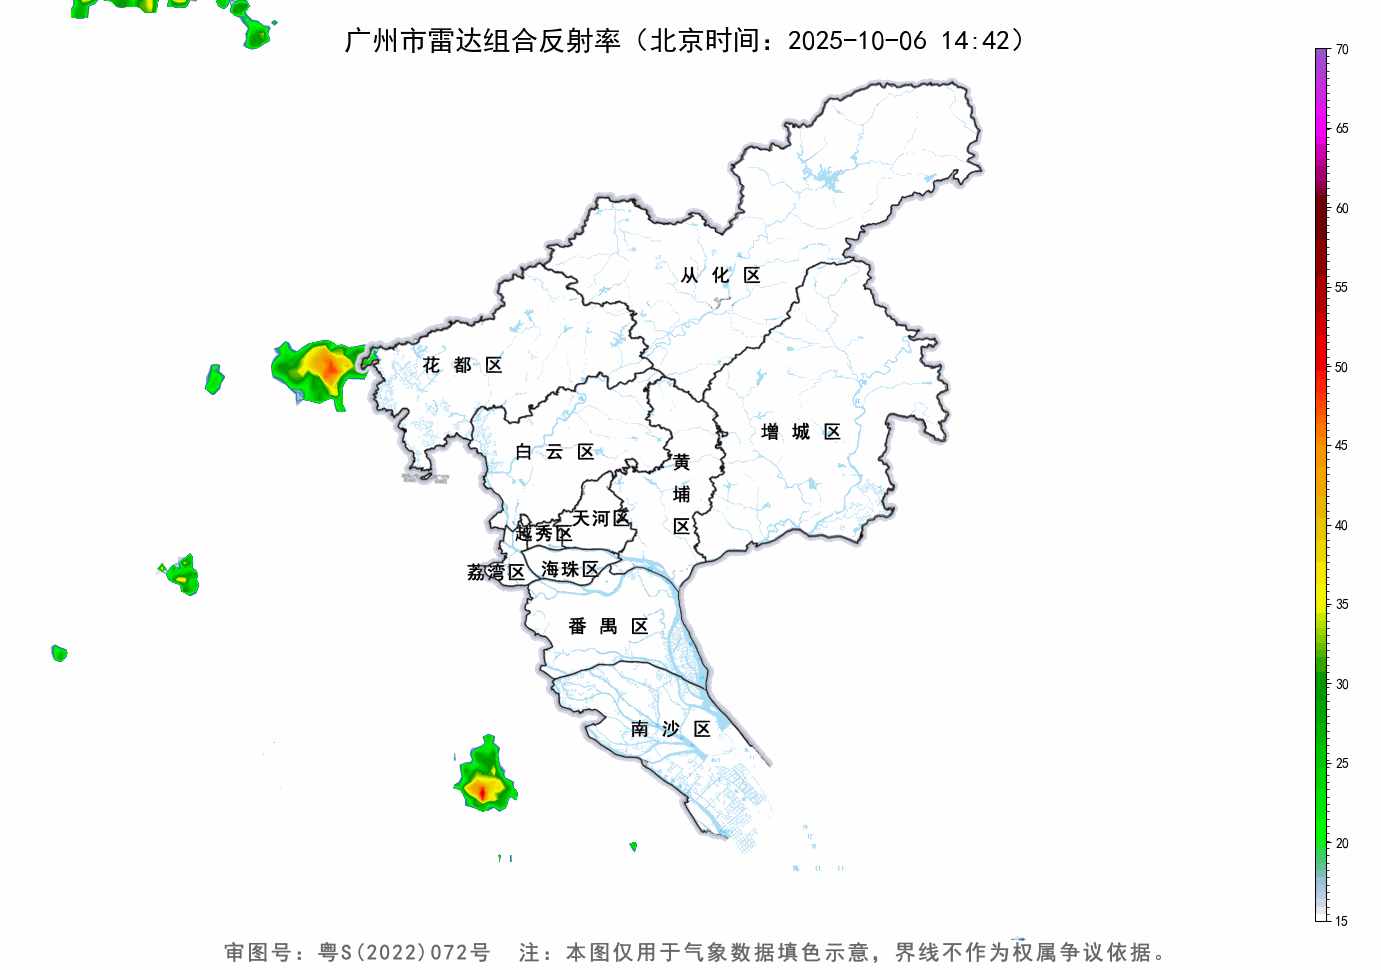 广州市雷达组合反射率（北京时间：2025-10-06 14:42）
70
65
60
55
50
45
40
35
30
25
20
15
从化区
花都区
增城区
白云区
黄埔区
天河区
越秀区
荔湾区
海珠区
番禺区
南沙区
审图号：粤S(2022)072号 注：本图仅用于气象数据填色示意，界线不作为权属争议依据。